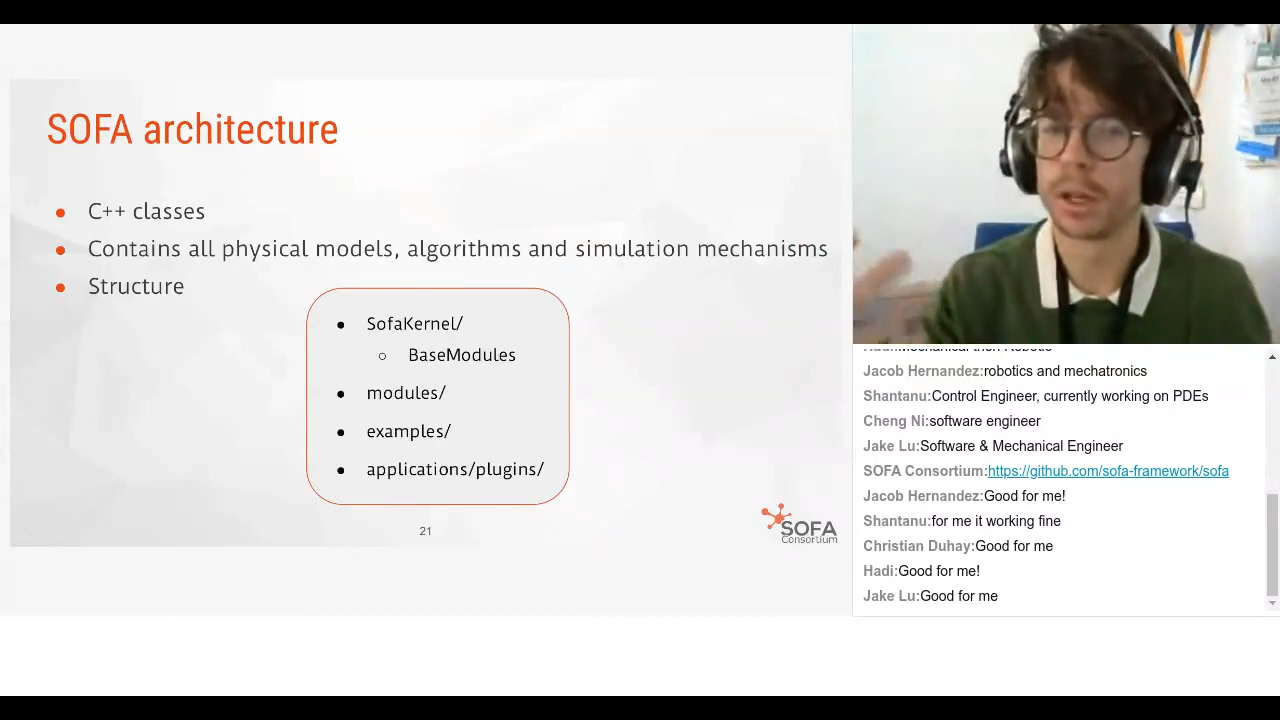 SOFA architecture
C++ classes
Contains all physical models, algorithms and simulation mechanisms
Structure
SofaKernel/
BaseModules
modules/
examples/
applications/plugins/
21
SOFA
Consortium
Jacob Hernandez:robotics and mechatronics
Shantanu:Control Engineer, currently working on PDEs
Cheng Ni:software engineer
Jake Lu:Software & Mechanical Engineer
SOFA Consortium:https://github.com/sofa-framework/sofa
Jacob Hernandez:Good for me!
Shantanu:for me it working fine
Christian Duhay:Good for me
Hadi:Good for me!
Jake Lu:Good for me